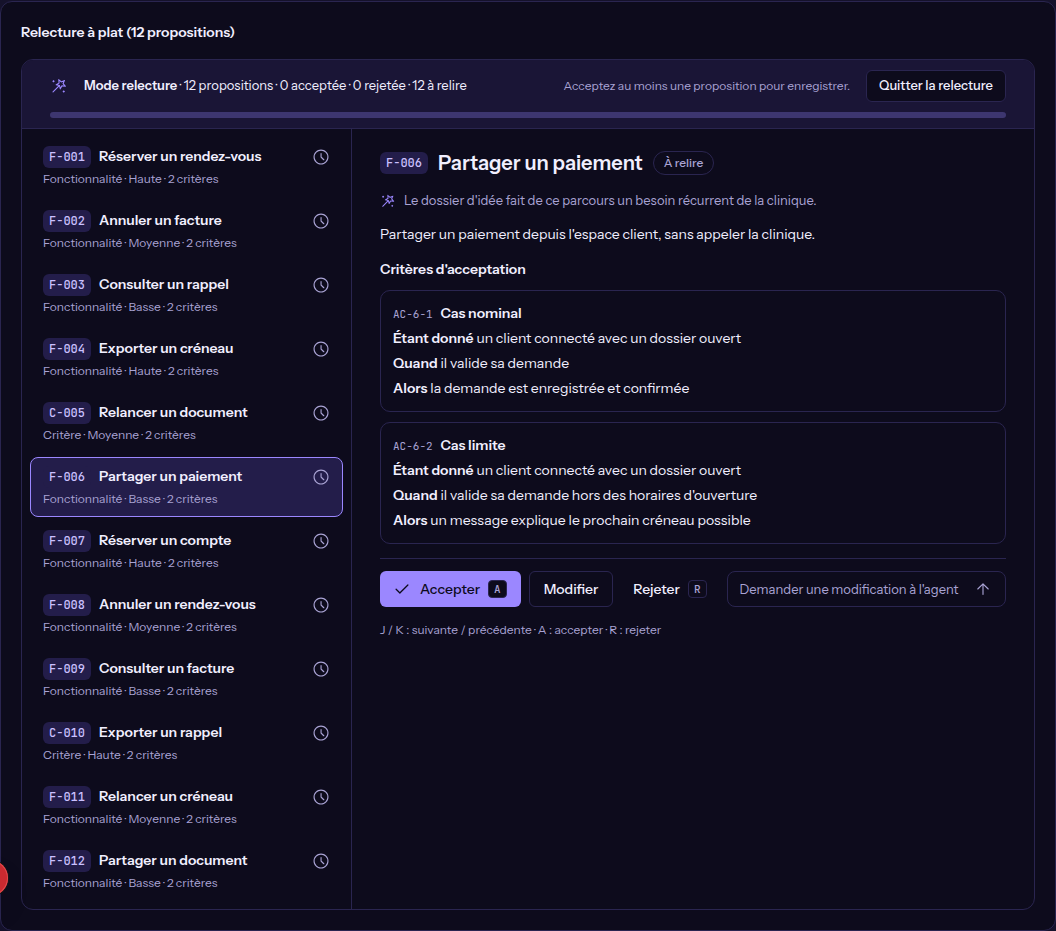 Relecture à plat (12 propositions)
Mode relecture · 12 propositions · 0 acceptée · 0 rejetée · 12 à relire
Acceptez au moins une proposition pour enregistrer.
Quitter la relecture
F-001 Réserver un rendez-vous
Fonctionnalité · Haute · 2 critères
F-002 Annuler un facture
Fonctionnalité · Moyenne · 2 critères
F-003 Consulter un rappel
Fonctionnalité · Basse · 2 critères
F-004 Exporter un créneau
Fonctionnalité · Haute · 2 critères
C-005 Relancer un document
Critère · Moyenne · 2 critères
F-006 Partager un paiement
Fonctionnalité · Basse · 2 critères
F-007 Réserver un compte
Fonctionnalité · Haute · 2 critères
F-008 Annuler un rendez-vous
Fonctionnalité · Moyenne · 2 critères
F-009 Consulter un facture
Fonctionnalité · Basse · 2 critères
C-010 Exporter un rappel
Critère · Haute · 2 critères
F-011 Relancer un créneau
Fonctionnalité · Moyenne · 2 critères
F-012 Partager un document
Fonctionnalité · Basse · 2 critères
F-006 Partager un paiement À relire
Le dossier d'idée fait de ce parcours un besoin récurrent de la clinique.
Partager un paiement depuis l'espace client, sans appeler la clinique.
Critères d'acceptation
AC-6-1 Cas nominal
Étant donné un client connecté avec un dossier ouvert
Quand il valide sa demande
Alors la demande est enregistrée et confirmée
AC-6-2 Cas limite
Étant donné un client connecté avec un dossier ouvert
Quand il valide sa demande hors des horaires d'ouverture
Alors un message explique le prochain créneau possible
Accepter A
Modifier
Rejeter R
Demander une modification à l'agent
J / K : suivante / précédente · A : accepter · R : rejeter